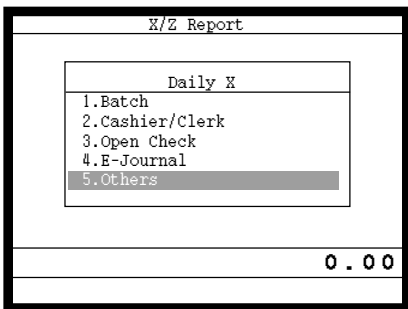 X/Z Report
Daily X
1.Batch
2.Cashier/Clerk
3.Open Check
4.E-Journal
5.Others
0.00